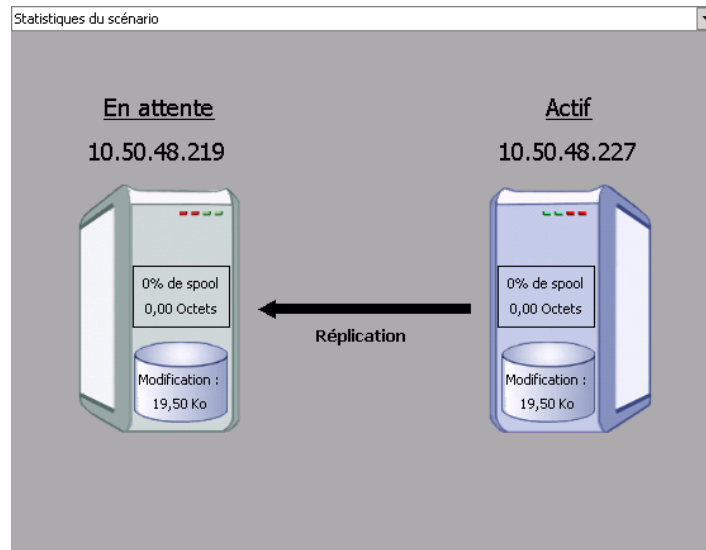 Statistiques du scénario
En attente
Actif
10.50.48.219
10.50.48.227
0% de spool
0,00 Octets
0% de spool
0,00 Octets
Réplication
Modification :
19,50 Ko
Modification :
19,50 Ko